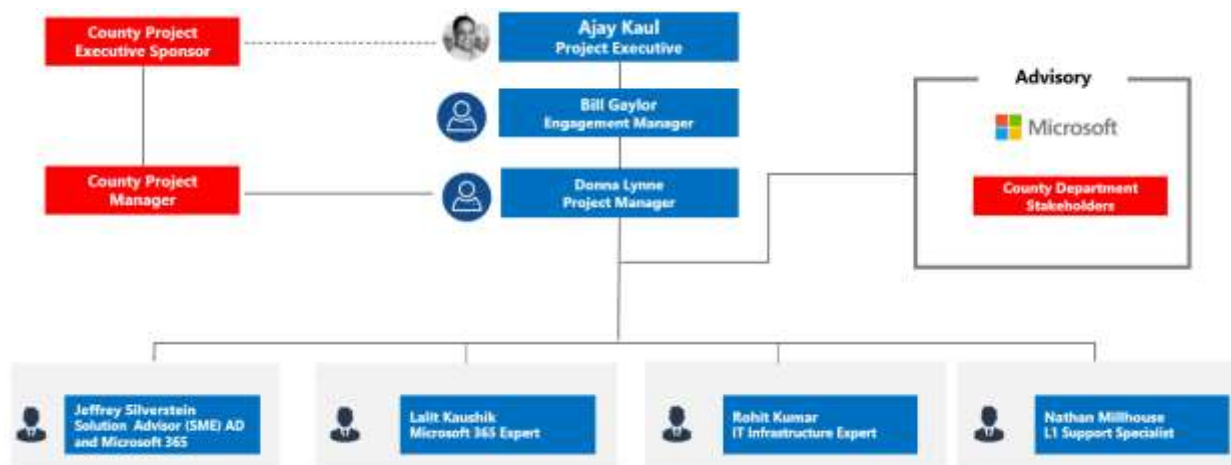 County Project
Executive Sponsor
Ajay Kaul
Project Executive
Advisory
Bill Gaylor
Engagement Manager
Microsoft
County Project
Manager
Donna Lynne
Project Manager
County Department
Stakeholders
Jeffrey Silverstein
Solution Advisor (SME) AD
and Microsoft 365
Lalit Kaushik
Microsoft 365 Expert
Rohit Kumar
IT Infrastructure Expert
Nathan Millhouse
L1 Support Specialist